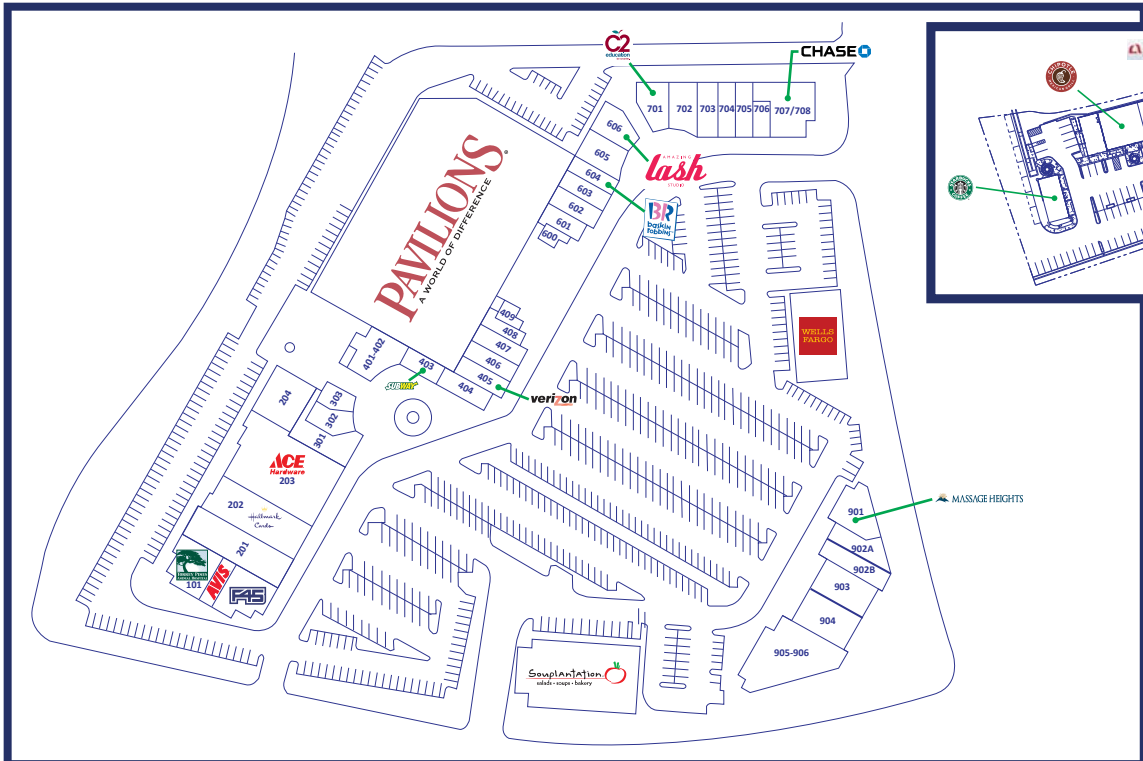 C2
education
CHASE
701
702
703
704
705
706
707/708
606
605
604
603
602
601
600
AMAZING
lash
STUDIO
BR
baskin
robbins
PAVILIONS
A WORLD OF DIFFERENCE
CHIPOTLE
WELLS
FARGO
409
408
407
406
405
404
403
401-402
SUBWAY
verizon
204
303
302
301
ACE
Hardware
203
202
Hallmark
Cards
201
101
AVIS
F45
MASSAGE HEIGHTS
901
902A
902B
903
904
905-906
Souplantation
salads • soups • bakery